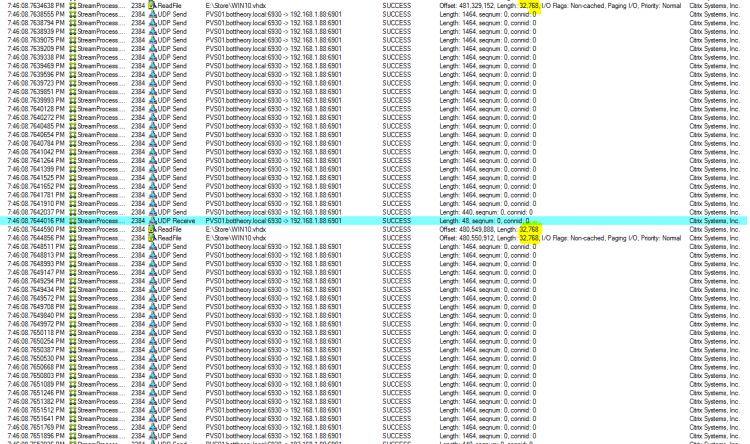 7:46:08.7634638 PM StreamProcess.... 2384 ReadFile E:\Store\WIN10.vhdx SUCCESS Offset: 481,329,152, Length: 32,768, I/O Flags: Non-cached, Paging I/O, Priority: Normal Citrix Systems, Inc.
7:46:08.7638555 PM StreamProcess.... 2384 UDP Send PVS01.bottheory.local:6930 -> 192.168.1.88:6901 SUCCESS Length: 1464, seqnum: 0, connid: 0 Citrix Systems, Inc.
7:46:08.7638794 PM StreamProcess.... 2384 UDP Send PVS01.bottheory.local:6930 -> 192.168.1.88:6901 SUCCESS Length: 1464, seqnum: 0, connid: 0 Citrix Systems, Inc.
7:46:08.7638939 PM StreamProcess.... 2384 UDP Send PVS01.bottheory.local:6930 -> 192.168.1.88:6901 SUCCESS Length: 1464, seqnum: 0, connid: 0 Citrix Systems, Inc.
7:46:08.7639075 PM StreamProcess.... 2384 UDP Send PVS01.bottheory.local:6930 -> 192.168.1.88:6901 SUCCESS Length: 1464, seqnum: 0, connid: 0 Citrix Systems, Inc.
7:46:08.7639209 PM StreamProcess.... 2384 UDP Send PVS01.bottheory.local:6930 -> 192.168.1.88:6901 SUCCESS Length: 1464, seqnum: 0, connid: 0 Citrix Systems, Inc.
7:46:08.7639338 PM StreamProcess.... 2384 UDP Send PVS01.bottheory.local:6930 -> 192.168.1.88:6901 SUCCESS Length: 1464, seqnum: 0, connid: 0 Citrix Systems, Inc.
7:46:08.7639469 PM StreamProcess.... 2384 UDP Send PVS01.bottheory.local:6930 -> 192.168.1.88:6901 SUCCESS Length: 1464, seqnum: 0, connid: 0 Citrix Systems, Inc.
7:46:08.7639596 PM StreamProcess.... 2384 UDP Send PVS01.bottheory.local:6930 -> 192.168.1.88:6901 SUCCESS Length: 1464, seqnum: 0, connid: 0 Citrix Systems, Inc.
7:46:08.7639723 PM StreamProcess.... 2384 UDP Send PVS01.bottheory.local:6930 -> 192.168.1.88:6901 SUCCESS Length: 1464, seqnum: 0, connid: 0 Citrix Systems, Inc.
7:46:08.7639851 PM StreamProcess.... 2384 UDP Send PVS01.bottheory.local:6930 -> 192.168.1.88:6901 SUCCESS Length: 1464, seqnum: 0, connid: 0 Citrix Systems, Inc.
7:46:08.7639993 PM StreamProcess.... 2384 UDP Send PVS01.bottheory.local:6930 -> 192.168.1.88:6901 SUCCESS Length: 1464, seqnum: 0, connid: 0 Citrix Systems, Inc.
7:46:08.7640128 PM StreamProcess.... 2384 UDP Send PVS01.bottheory.local:6930 -> 192.168.1.88:6901 SUCCESS Length: 1464, seqnum: 0, connid: 0 Citrix Systems, Inc.
7:46:08.7640272 PM StreamProcess.... 2384 UDP Send PVS01.bottheory.local:6930 -> 192.168.1.88:6901 SUCCESS Length: 1464, seqnum: 0, connid: 0 Citrix Systems, Inc.
7:46:08.7640485 PM StreamProcess.... 2384 UDP Send PVS01.bottheory.local:6930 -> 192.168.1.88:6901 SUCCESS Length: 1464, seqnum: 0, connid: 0 Citrix Systems, Inc.
7:46:08.7640654 PM StreamProcess.... 2384 UDP Send PVS01.bottheory.local:6930 -> 192.168.1.88:6901 SUCCESS Length: 1464, seqnum: 0, connid: 0 Citrix Systems, Inc.
7:46:08.7640784 PM StreamProcess.... 2384 UDP Send PVS01.bottheory.local:6930 -> 192.168.1.88:6901 SUCCESS Length: 1464, seqnum: 0, connid: 0 Citrix Systems, Inc.
7:46:08.7641042 PM StreamProcess.... 2384 UDP Send PVS01.bottheory.local:6930 -> 192.168.1.88:6901 SUCCESS Length: 1464, seqnum: 0, connid: 0 Citrix Systems, Inc.
7:46:08.7641264 PM StreamProcess.... 2384 UDP Send PVS01.bottheory.local:6930 -> 192.168.1.88:6901 SUCCESS Length: 1464, seqnum: 0, connid: 0 Citrix Systems, Inc.
7:46:08.7641399 PM StreamProcess.... 2384 UDP Send PVS01.bottheory.local:6930 -> 192.168.1.88:6901 SUCCESS Length: 1464, seqnum: 0, connid: 0 Citrix Systems, Inc.
7:46:08.7641525 PM StreamProcess.... 2384 UDP Send PVS01.bottheory.local:6930 -> 192.168.1.88:6901 SUCCESS Length: 1464, seqnum: 0, connid: 0 Citrix Systems, Inc.
7:46:08.7641652 PM StreamProcess.... 2384 UDP Send PVS01.bottheory.local:6930 -> 192.168.1.88:6901 SUCCESS Length: 1464, seqnum: 0, connid: 0 Citrix Systems, Inc.
7:46:08.7641781 PM StreamProcess.... 2384 UDP Send PVS01.bottheory.local:6930 -> 192.168.1.88:6901 SUCCESS Length: 1464, seqnum: 0, connid: 0 Citrix Systems, Inc.
7:46:08.7641910 PM StreamProcess.... 2384 UDP Send PVS01.bottheory.local:6930 -> 192.168.1.88:6901 SUCCESS Length: 1464, seqnum: 0, connid: 0 Citrix Systems, Inc.
7:46:08.7642037 PM StreamProcess.... 2384 UDP Send PVS01.bottheory.local:6930 -> 192.168.1.88:6901 SUCCESS Length: 440, seqnum: 0, connid: 0 Citrix Systems, Inc.
7:46:08.7644016 PM StreamProcess.... 2384 UDP Receive PVS01.bottheory.local:6930 -> 192.168.1.88:6901 SUCCESS Length: 48, seqnum: 0, connid: 0 Citrix Systems, Inc.
7:46:08.7644590 PM StreamProcess.... 2384 ReadFile E:\Store\WIN10.vhdx SUCCESS Offset: 480,549,888, Length: 32,768 Citrix Systems, Inc.
7:46:08.7644856 PM StreamProcess.... 2384 ReadFile E:\Store\WIN10.vhdx SUCCESS Offset: 480,550,912, Length: 32,768, I/O Flags: Non-cached, Paging I/O, Priority: Normal Citrix Systems, Inc.
7:46:08.7648511 PM StreamProcess.... 2384 UDP Send PVS01.bottheory.local:6930 -> 192.168.1.88:6901 SUCCESS Length: 1464, seqnum: 0, connid: 0 Citrix Systems, Inc.
7:46:08.7648813 PM StreamProcess.... 2384 UDP Send PVS01.bottheory.local:6930 -> 192.168.1.88:6901 SUCCESS Length: 1464, seqnum: 0, connid: 0 Citrix Systems, Inc.
7:46:08.7648993 PM StreamProcess.... 2384 UDP Send PVS01.bottheory.local:6930 -> 192.168.1.88:6901 SUCCESS Length: 1464, seqnum: 0, connid: 0 Citrix Systems, Inc.
7:46:08.7649147 PM StreamProcess.... 2384 UDP Send PVS01.bottheory.local:6930 -> 192.168.1.88:6901 SUCCESS Length: 1464, seqnum: 0, connid: 0 Citrix Systems, Inc.
7:46:08.7649294 PM StreamProcess.... 2384 UDP Send PVS01.bottheory.local:6930 -> 192.168.1.88:6901 SUCCESS Length: 1464, seqnum: 0, connid: 0 Citrix Systems, Inc.
7:46:08.7649434 PM StreamProcess.... 2384 UDP Send PVS01.bottheory.local:6930 -> 192.168.1.88:6901 SUCCESS Length: 1464, seqnum: 0, connid: 0 Citrix Systems, Inc.
7:46:08.7649572 PM StreamProcess.... 2384 UDP Send PVS01.bottheory.local:6930 -> 192.168.1.88:6901 SUCCESS Length: 1464, seqnum: 0, connid: 0 Citrix Systems, Inc.
7:46:08.7649708 PM StreamProcess.... 2384 UDP Send PVS01.bottheory.local:6930 -> 192.168.1.88:6901 SUCCESS Length: 1464, seqnum: 0, connid: 0 Citrix Systems, Inc.
7:46:08.7649840 PM StreamProcess.... 2384 UDP Send PVS01.bottheory.local:6930 -> 192.168.1.88:6901 SUCCESS Length: 1464, seqnum: 0, connid: 0 Citrix Systems, Inc.
7:46:08.7649972 PM StreamProcess.... 2384 UDP Send PVS01.bottheory.local:6930 -> 192.168.1.88:6901 SUCCESS Length: 1464, seqnum: 0, connid: 0 Citrix Systems, Inc.
7:46:08.7650118 PM StreamProcess.... 2384 UDP Send PVS01.bottheory.local:6930 -> 192.168.1.88:6901 SUCCESS Length: 1464, seqnum: 0, connid: 0 Citrix Systems, Inc.
7:46:08.7650254 PM StreamProcess.... 2384 UDP Send PVS01.bottheory.local:6930 -> 192.168.1.88:6901 SUCCESS Length: 1464, seqnum: 0, connid: 0 Citrix Systems, Inc.
7:46:08.7650387 PM StreamProcess.... 2384 UDP Send PVS01.bottheory.local:6930 -> 192.168.1.88:6901 SUCCESS Length: 1464, seqnum: 0, connid: 0 Citrix Systems, Inc.
7:46:08.7650530 PM StreamProcess.... 2384 UDP Send PVS01.bottheory.local:6930 -> 192.168.1.88:6901 SUCCESS Length: 1464, seqnum: 0, connid: 0 Citrix Systems, Inc.
7:46:08.7650668 PM StreamProcess.... 2384 UDP Send PVS01.bottheory.local:6930 -> 192.168.1.88:6901 SUCCESS Length: 1464, seqnum: 0, connid: 0 Citrix Systems, Inc.
7:46:08.7650803 PM StreamProcess.... 2384 UDP Send PVS01.bottheory.local:6930 -> 192.168.1.88:6901 SUCCESS Length: 1464, seqnum: 0, connid: 0 Citrix Systems, Inc.
7:46:08.7651089 PM StreamProcess.... 2384 UDP Send PVS01.bottheory.local:6930 -> 192.168.1.88:6901 SUCCESS Length: 1464, seqnum: 0, connid: 0 Citrix Systems, Inc.
7:46:08.7651246 PM StreamProcess.... 2384 UDP Send PVS01.bottheory.local:6930 -> 192.168.1.88:6901 SUCCESS Length: 1464, seqnum: 0, connid: 0 Citrix Systems, Inc.
7:46:08.7651382 PM StreamProcess.... 2384 UDP Send PVS01.bottheory.local:6930 -> 192.168.1.88:6901 SUCCESS Length: 1464, seqnum: 0, connid: 0 Citrix Systems, Inc.
7:46:08.7651512 PM StreamProcess.... 2384 UDP Send PVS01.bottheory.local:6930 -> 192.168.1.88:6901 SUCCESS Length: 1464, seqnum: 0, connid: 0 Citrix Systems, Inc.
7:46:08.7651641 PM StreamProcess.... 2384 UDP Send PVS01.bottheory.local:6930 -> 192.168.1.88:6901 SUCCESS Length: 1464, seqnum: 0, connid: 0 Citrix Systems, Inc.
7:46:08.7651769 PM StreamProcess.... 2384 UDP Send PVS01.bottheory.local:6930 -> 192.168.1.88:6901 SUCCESS Length: 1464, seqnum: 0, connid: 0 Citrix Systems, Inc.
7:46:08.7651896 PM StreamProcess.... 2384 UDP Send PVS01.bottheory.local:6930 -> 192.168.1.88:6901 SUCCESS Length: 1464, seqnum: 0, connid: 0 Citrix Systems, Inc.